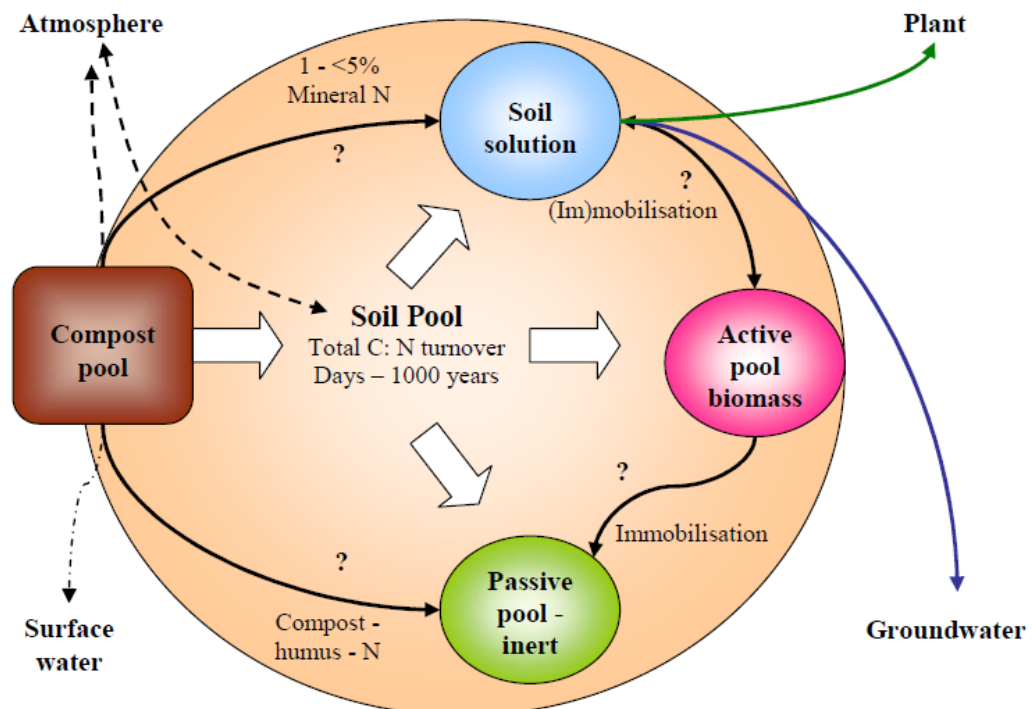 Atmosphere
Plant
1 - <5%
Mineral N
Soil
solution
?
?
(Im)mobilisation
Compost
pool
Soil Pool
Total C: N turnover
Days – 1000 years
Active
pool
biomass
?
Immobilisation
?
Passive
pool -
inert
Compost -
humus - N
Surface
water
Groundwater